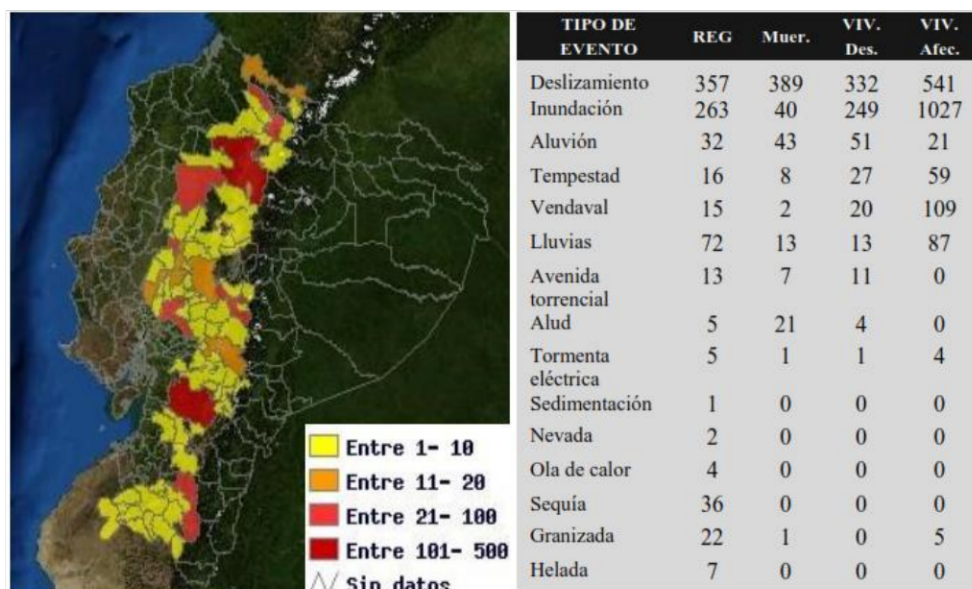 Entre 1- 10
Entre 11- 20
Entre 21- 100
Entre 101- 500
Sin datos
TIPO DE EVENTO REG Muer. VIV. Des. VIV. Afec.
Deslizamiento 357 389 332 541
Inundación 263 40 249 1027
Aluvión 32 43 51 21
Tempestad 16 8 27 59
Vendaval 15 2 20 109
Lluvias 72 13 13 87
Avenida torrencial 13 7 11 0
Alud 5 21 4 0
Tormenta eléctrica 5 1 1 4
Sedimentación 1 0 0 0
Nevada 2 0 0 0
Ola de calor 4 0 0 0
Sequía 36 0 0 0
Granizada 22 1 0 5
Helada 7 0 0 0